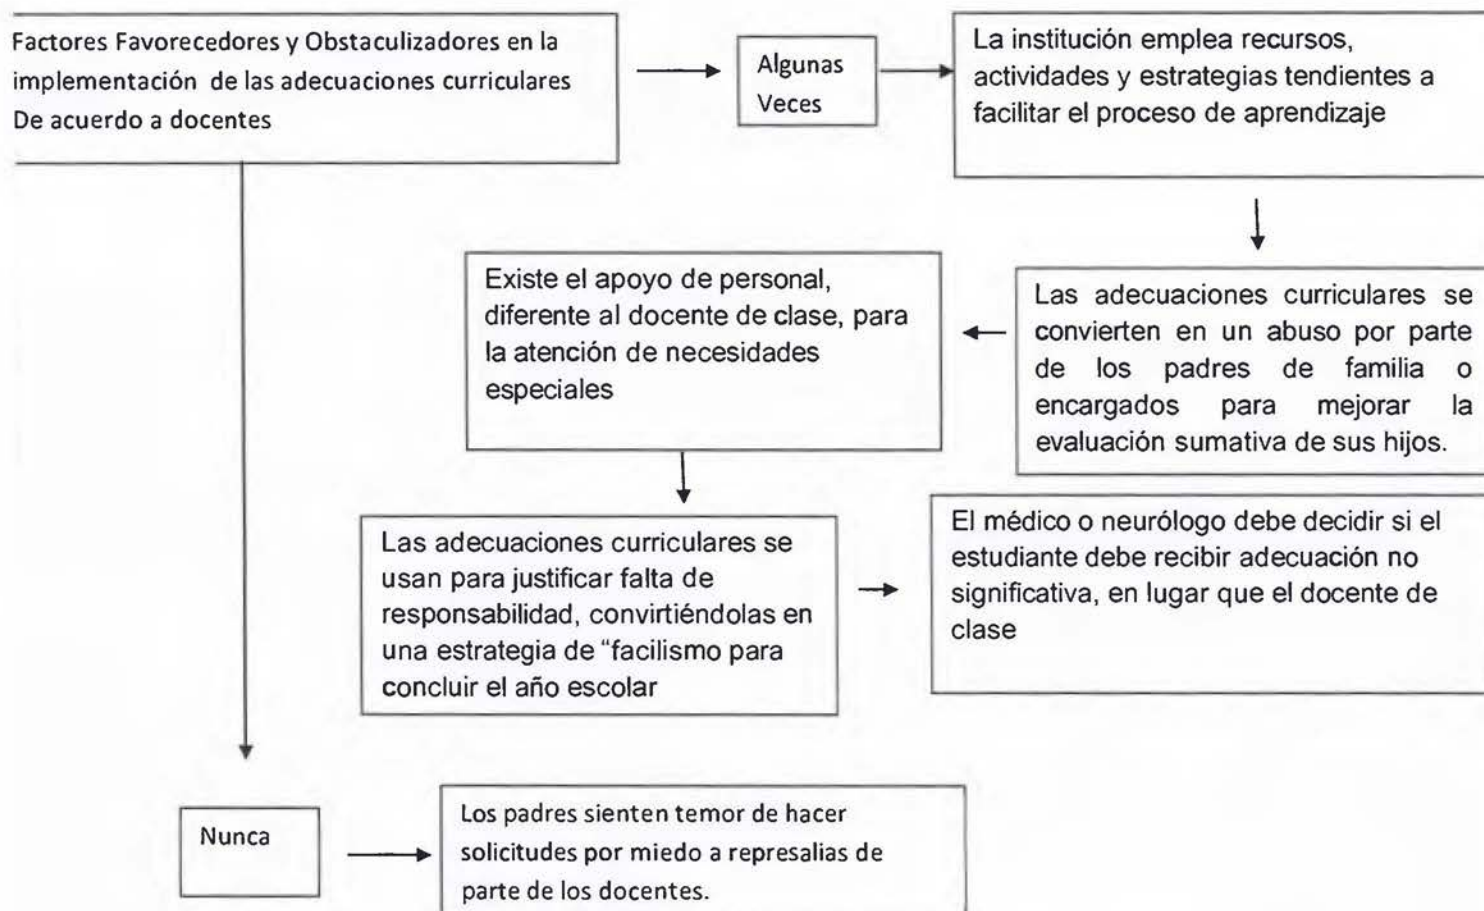 Factores Favorecedores y Obstaculizadores en la
implementación de las adecuaciones curriculares
De acuerdo a docentes
Algunas
Veces
La institución emplea recursos,
actividades y estrategias tendientes a
facilitar el proceso de aprendizaje
Las adecuaciones curriculares se
convierten en un abuso por parte
de los padres de familia o
encargados para mejorar la
evaluación sumativa de sus hijos.
Existe el apoyo de personal,
diferente al docente de clase, para
la atención de necesidades
especiales
Las adecuaciones curriculares se
usan para justificar falta de
responsabilidad, convirtiéndolas en
una estrategia de “facilismo para
concluir el año escolar
El médico o neurólogo debe decidir si el
estudiante debe recibir adecuación no
significativa, en lugar que el docente de
clase
Nunca
Los padres sienten temor de hacer
solicitudes por miedo a represalias de
parte de los docentes.